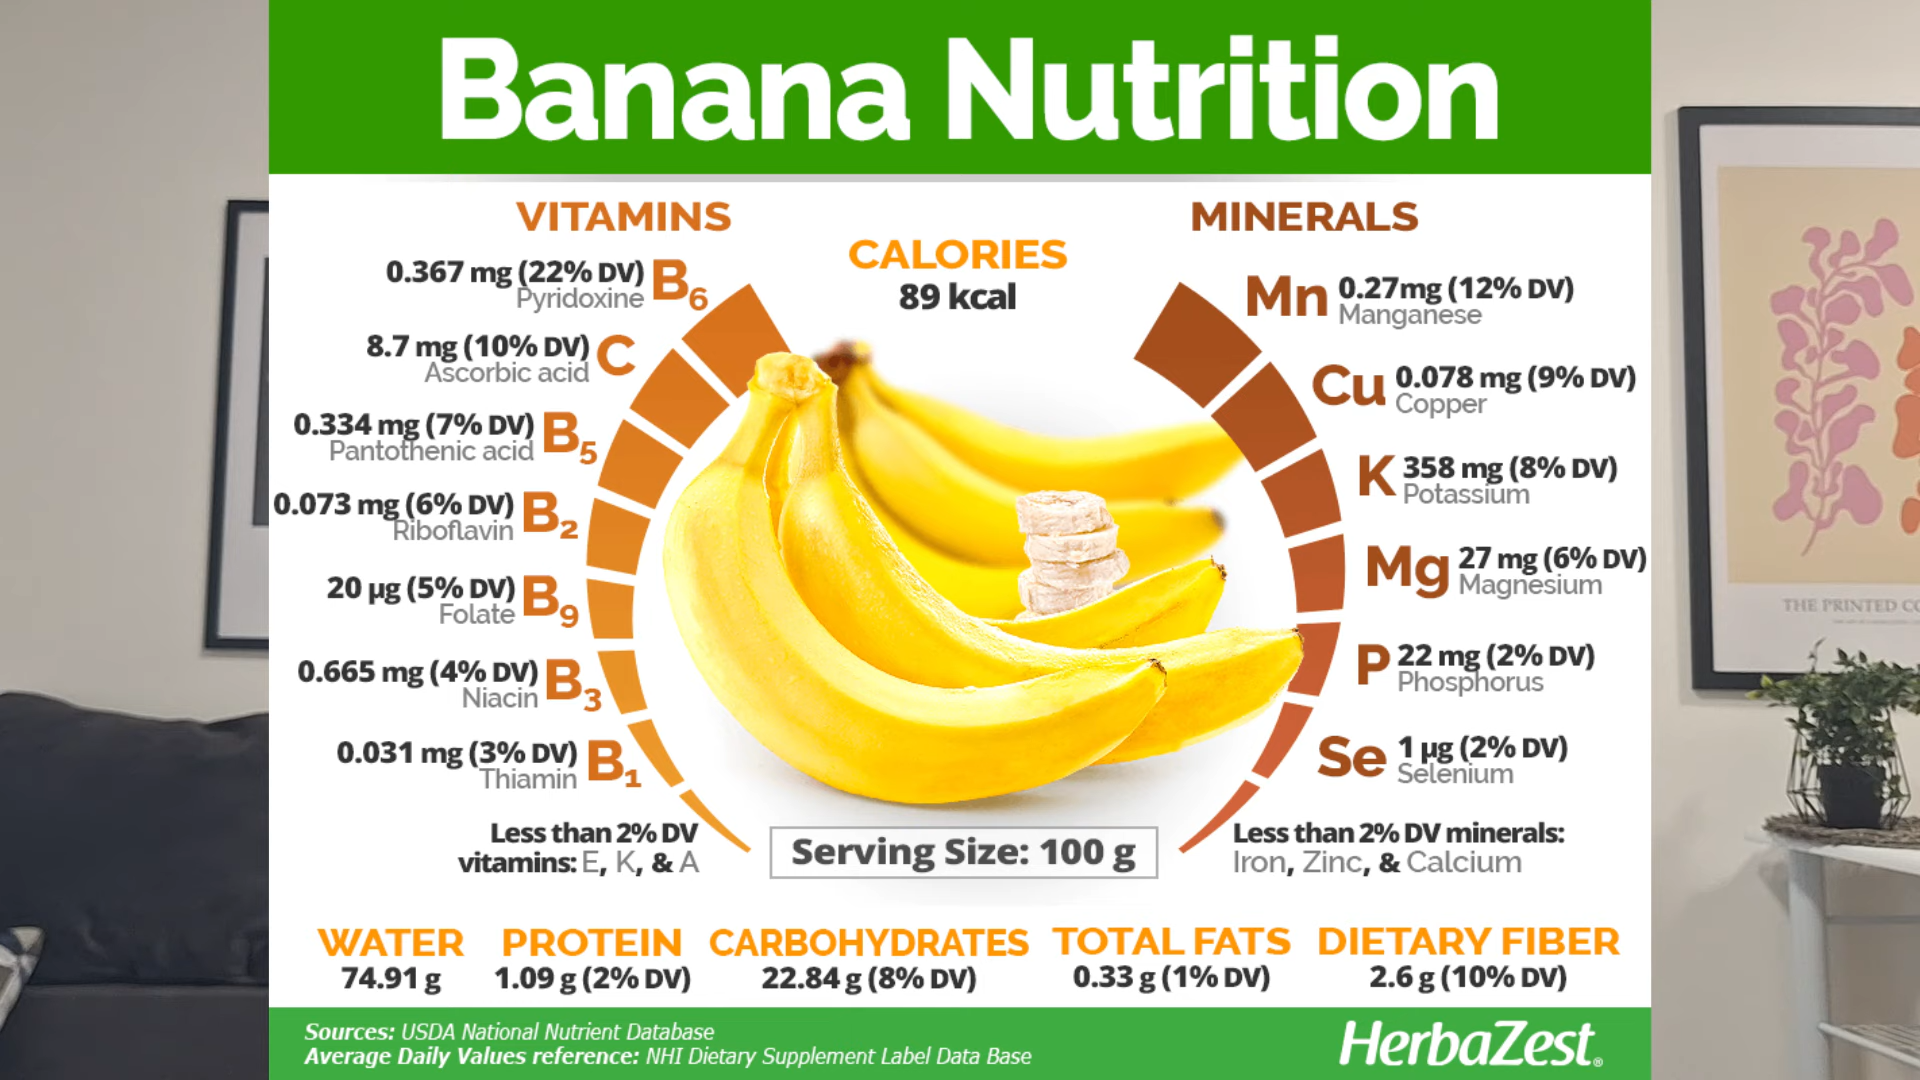 Banana Nutrition
VITAMINS
0.367 mg (22% DV) B6
Pyridoxine
8.7 mg (10% DV) C
Ascorbic acid
0.334 mg (7% DV) B5
Pantothenic acid
0.073 mg (6% DV) B2
Riboflavin
20 µg (5% DV) B9
Folate
0.665 mg (4% DV) B3
Niacin
0.031 mg (3% DV) B1
Thiamin
Less than 2% DV
vitamins: E, K, & A
CALORIES
89 kcal
MINERALS
Mn 0.27mg (12% DV)
Manganese
Cu 0.078 mg (9% DV)
Copper
K 358 mg (8% DV)
Potassium
Mg 27 mg (6% DV)
Magnesium
P 22 mg (2% DV)
Phosphorus
Se 1 µg (2% DV)
Selenium
Less than 2% DV minerals:
Iron, Zinc, & Calcium
Serving Size: 100 g
WATER
74.91 g
PROTEIN
1.09 g (2% DV)
CARBOHYDRATES
22.84 g (8% DV)
TOTAL FATS
0.33 g (1% DV)
DIETARY FIBER
2.6 g (10% DV)
Sources: USDA National Nutrient Database
Average Daily Values reference: NHI Dietary Supplement Label Data Base
HerbaZest®
THE PRINTED